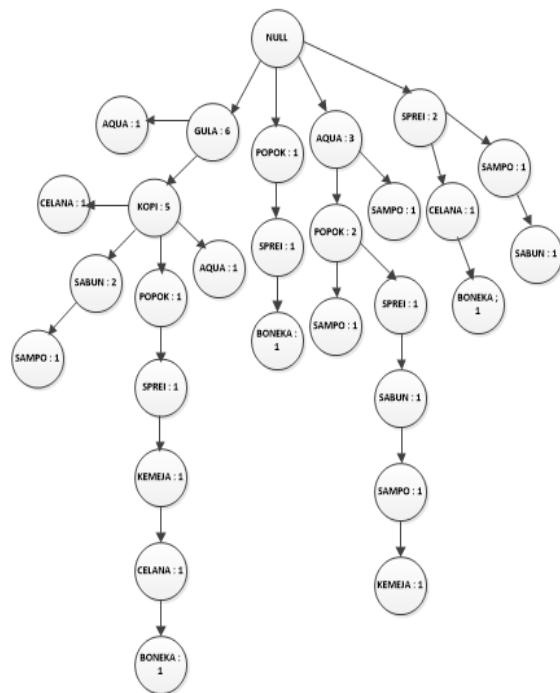 NULL
AQUA : 1
GULA : 6
POPOK : 1
AQUA : 3
SPREI : 2
CELANA : 1
KOPI : 5
SPREI : 1
POPOK : 2
SAMPO : 1
CELANA : 1
SAMPO : 1
SABUN : 2
POPOK : 1
AQUA : 1
BONEKA :
1
SAMPO : 1
SPREI : 1
BONEKA ;
1
SABUN : 1
SAMPO : 1
SPREI : 1
SABUN : 1
KEMEJA : 1
SAMPO : 1
CELANA : 1
KEMEJA : 1
BONEKA :
1